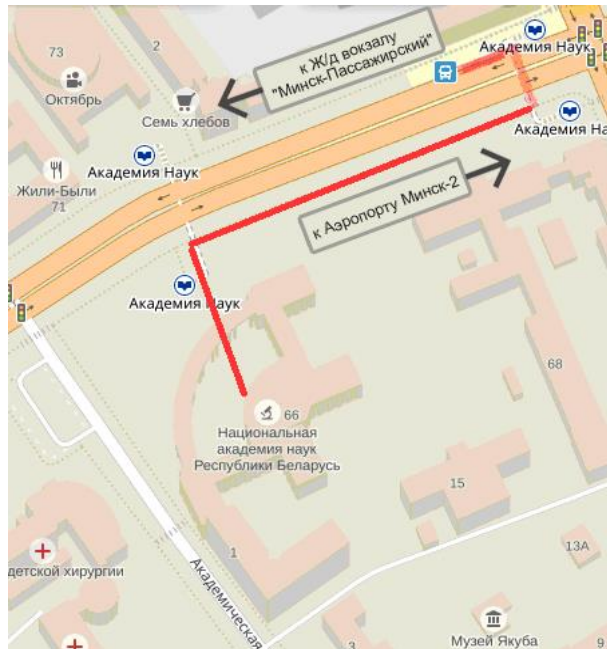 73
2
Октябрь
Семь хлебов
к Ж/д вокзалу
"Минск-Пассажирский"
Академия Наук
Академия На
Академия Наук
Жили-Были
71
к Аэропорту Минск-2
Академия Наук
68
66
Национальная
академия наук
Республики Беларусь
15
1
13А
детской хирургии
Академическая
3
Музей Якуба
9